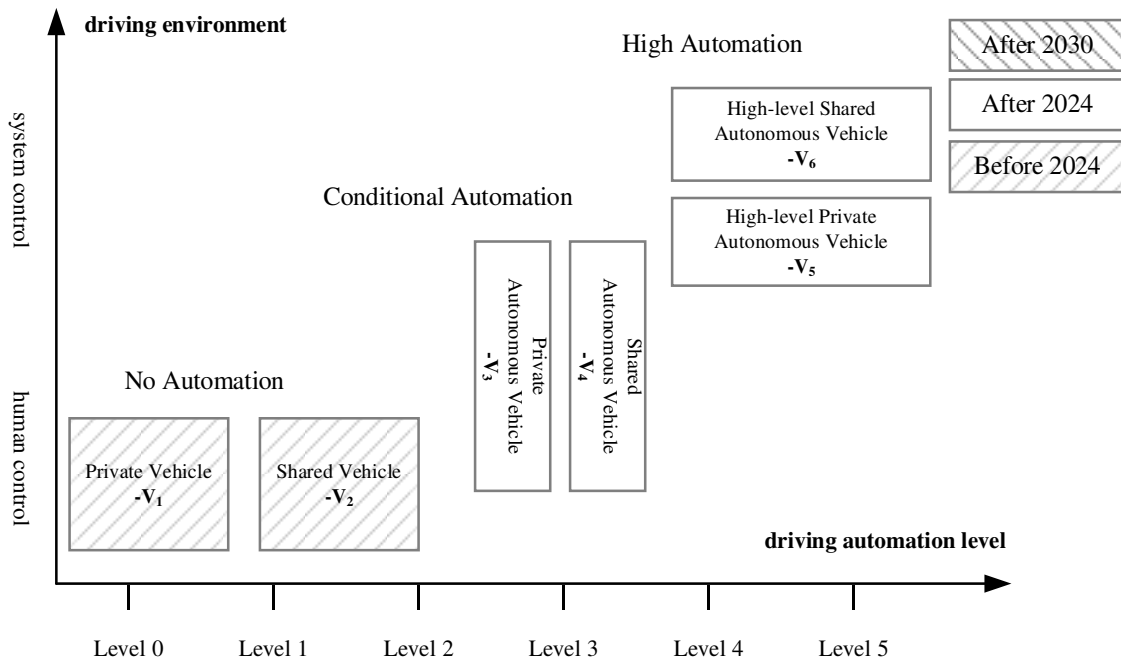 driving environment
High Automation
After 2030
After 2024
Before 2024
system control
human control
High-level Shared
Autonomous Vehicle
-V6
Conditional Automation
High-level Private
Autonomous Vehicle
-V5
Private
Autonomous Vehicle
-V3
Shared
Autonomous Vehicle
-V4
No Automation
Private Vehicle
-V1
Shared Vehicle
-V2
driving automation level
Level 0
Level 1
Level 2
Level 3
Level 4
Level 5